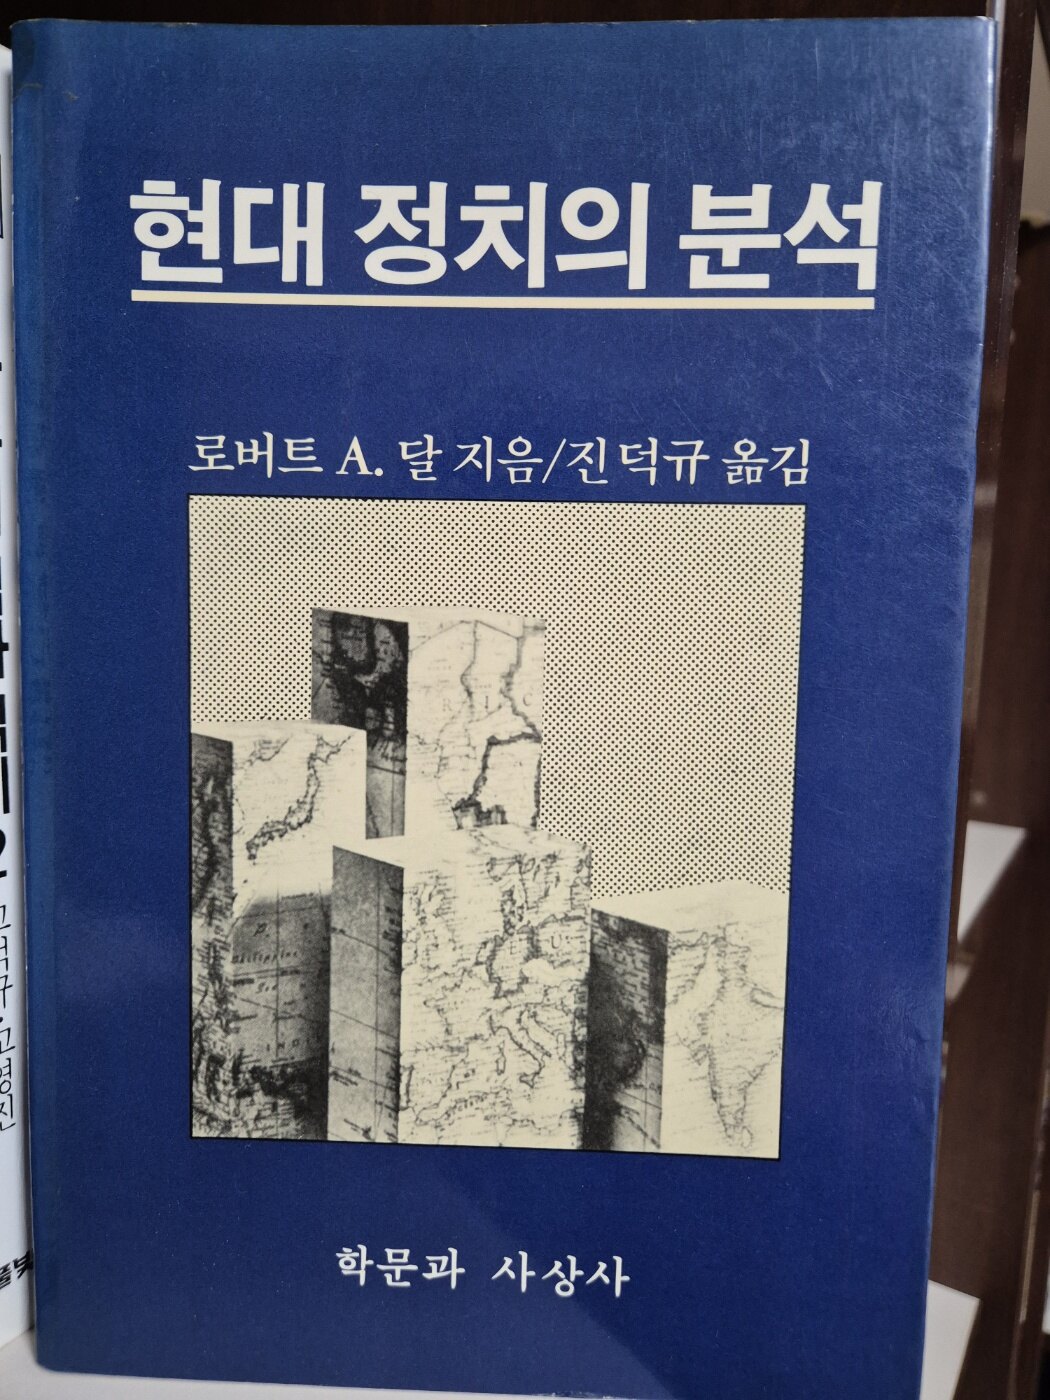 현대 정치의 분석
로버트 A. 달 지음/진덕규 옮김
학문과 사상사